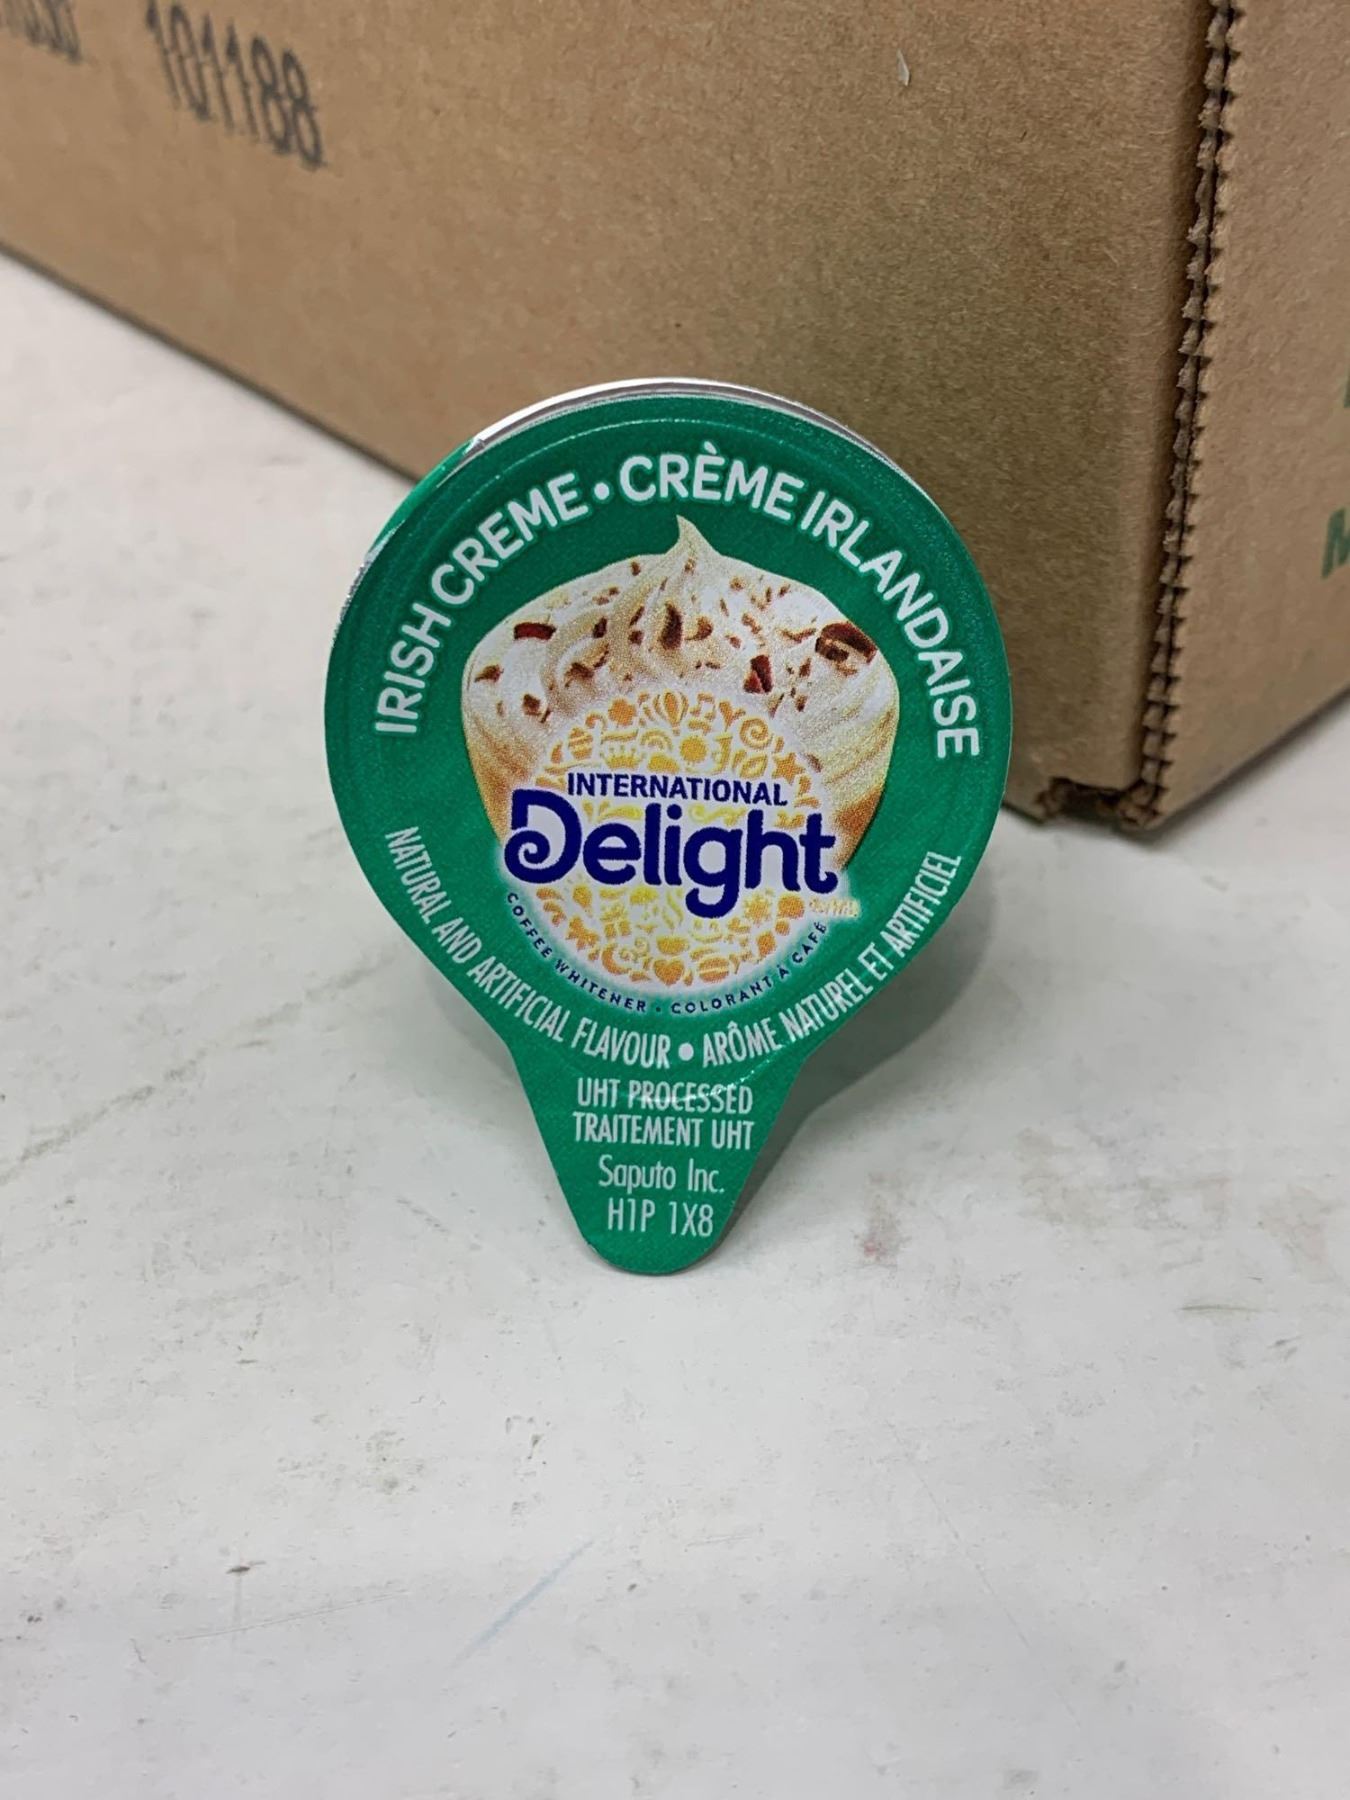 101188
IRISH CREME • CRÈME IRLANDAISE
INTERNATIONAL
Delight
COFFEE WHITENER • COLORANT À CAFÉ
NATURAL AND ARTIFICIAL FLAVOUR • ARÔME NATUREL ET ARTIFICIEL
UHT PROCESSED
TRAITEMENT UHT
Saputo Inc.
H1P 1X8